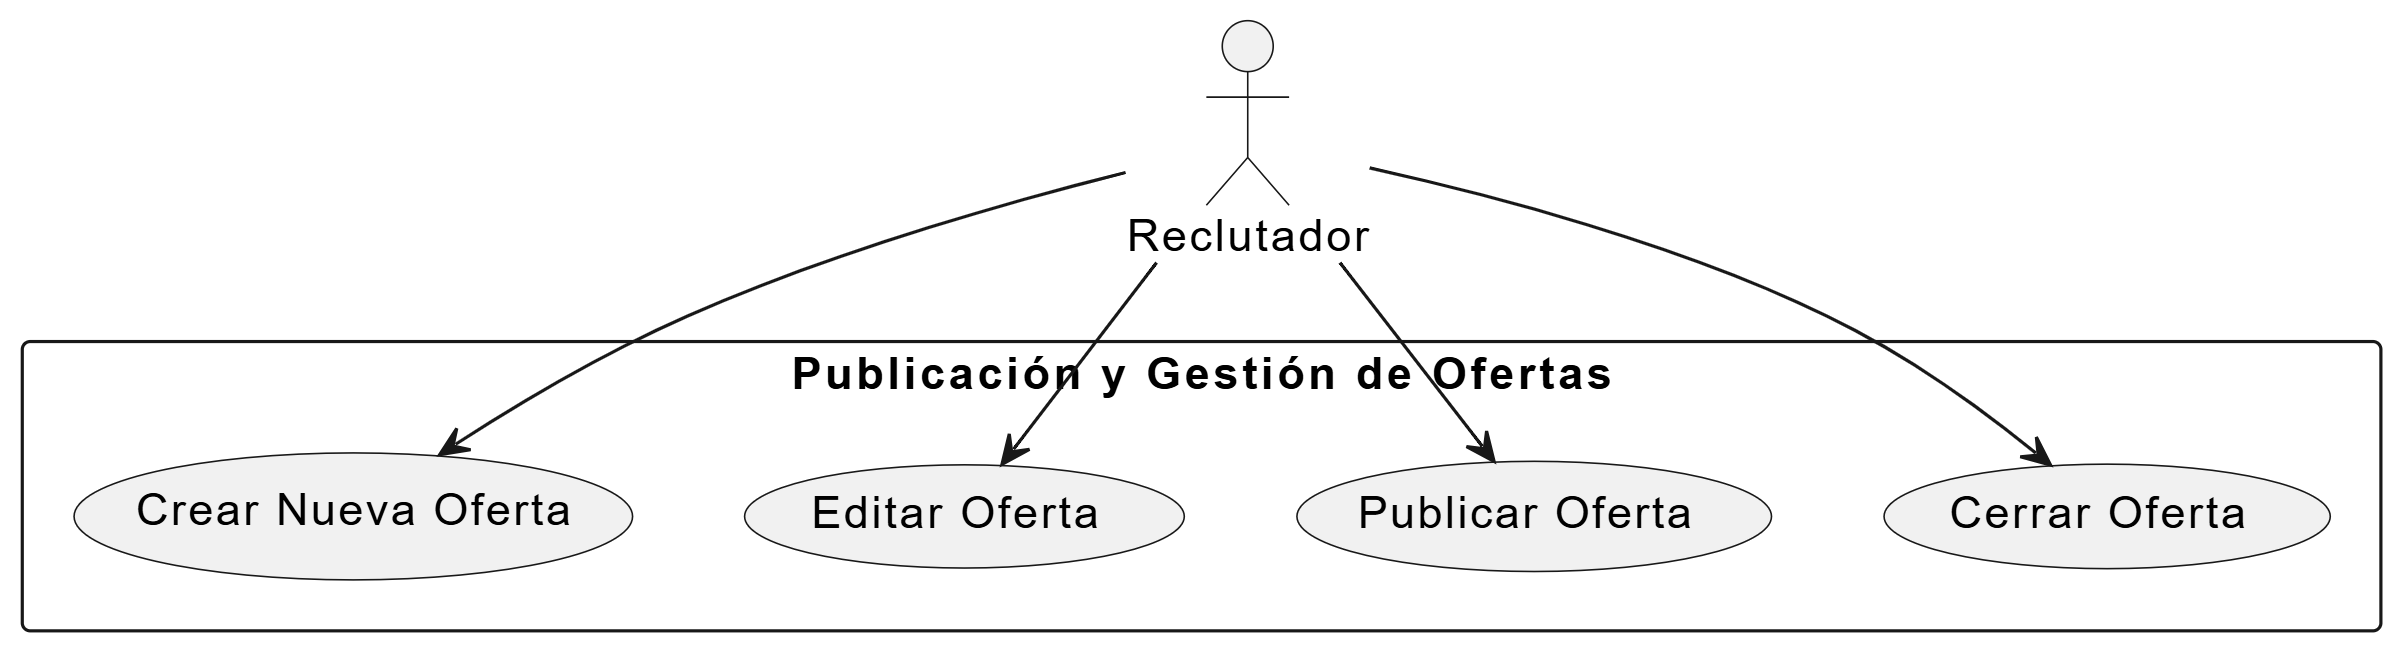 Reclutador
Publicación y Gestión de Ofertas
Crear Nueva Oferta
Editar Oferta
Publicar Oferta
Cerrar Oferta